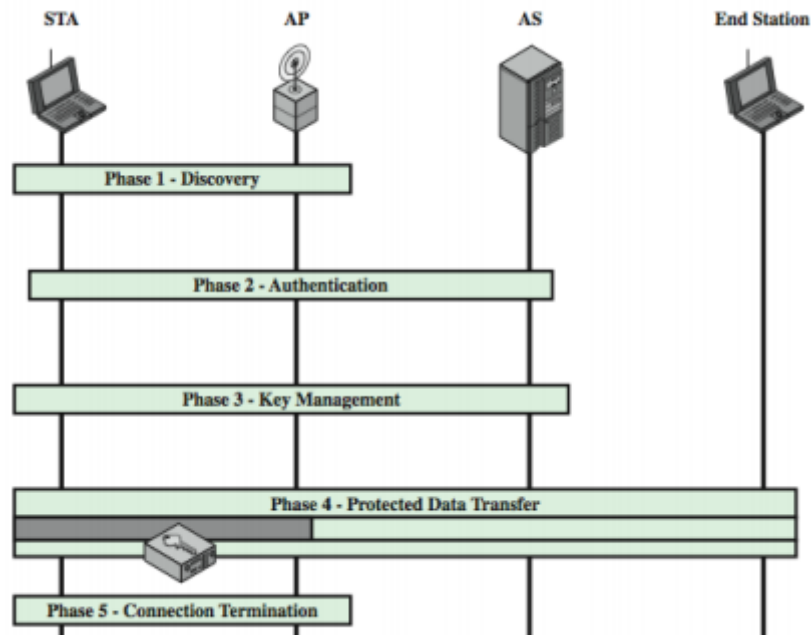 STA AP AS End Station
Phase 1 - Discovery
Phase 2 - Authentication
Phase 3 - Key Management
Phase 4 - Protected Data Transfer
Phase 5 - Connection Termination